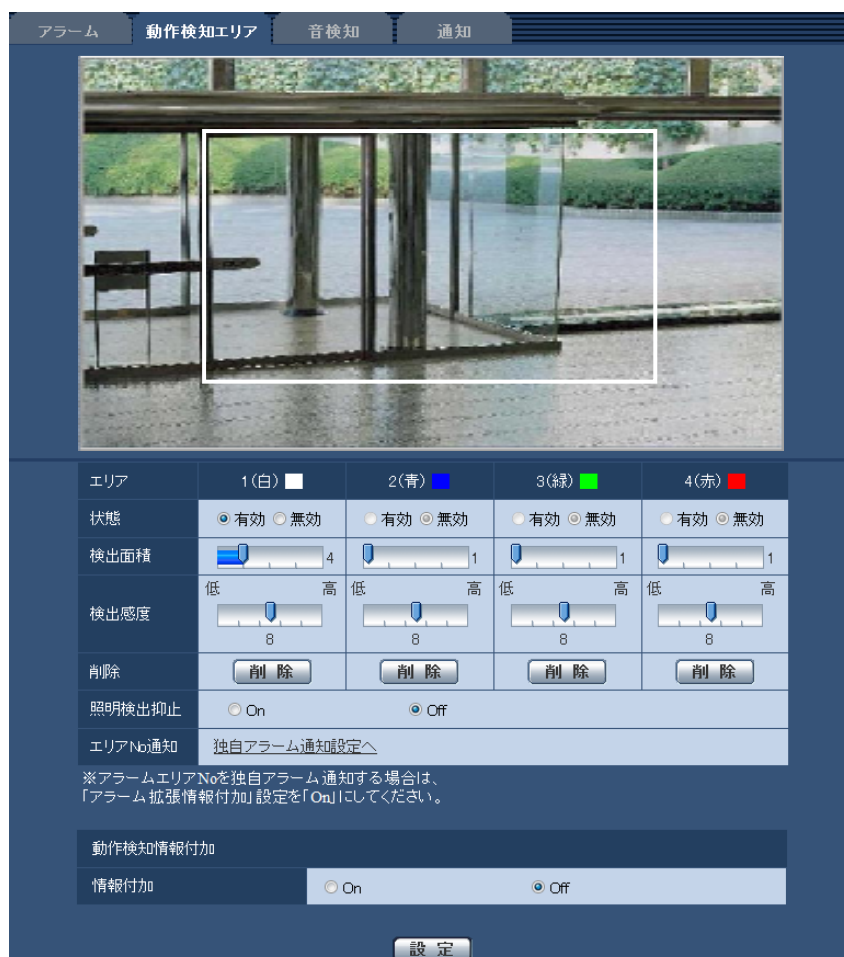 アラーム 動作検知エリア 音検知 通知
エリア 1(白) 2(青) 3(緑) 4(赤)
状態 有効 無効 有効 無効 有効 無効 有効 無効
検出面積 4 1 1 1
低 高 低 高 低 高 低 高
検出感度
8 8 8 8
削除 削 除 削 除 削 除 削 除
照明検出抑止 On Off
エリアNo通知 独自アラーム通知設定へ
※アラームエリアNoを独自アラーム通知する場合は、
「アラーム拡張情報付加」設定を「On」にしてください。
動作検知情報付加
情報付加 On Off
設 定